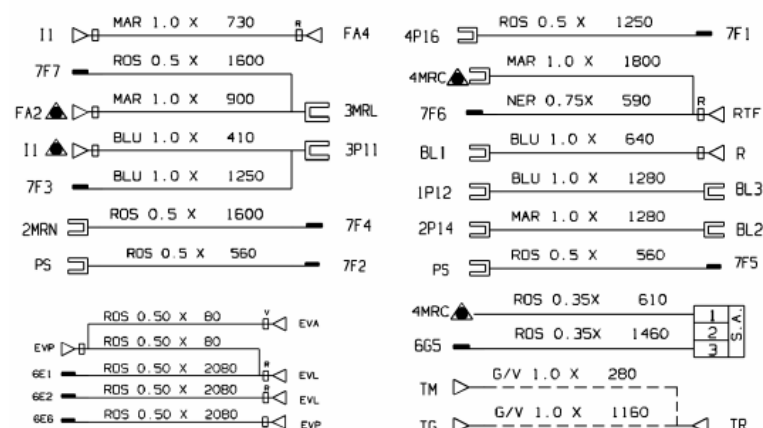 I1 MAR 1.0 X 730 R FA4
7F7 ROS 0.5 X 1600
FA2 MAR 1.0 X 900 3MRL
I1 BLU 1.0 X 410 3P11
7F3 BLU 1.0 X 1250
2MRN ROS 0.5 X 1600 7F4
PS ROS 0.5 X 560 7F2
ROS 0.50 X 80 V EVA
EVP ROS 0.50 X 80
6E1 ROS 0.50 X 2080 R EVL
6E2 ROS 0.50 X 2080 R EVL
6E6 ROS 0.50 X 2080 EVP
4P16 ROS 0.5 X 1250 7F1
4MRC MAR 1.0 X 1800
7F6 NER 0.75X 590 R RTF
BL1 BLU 1.0 X 640 R
1P12 BLU 1.0 X 1280 BL3
2P14 MAR 1.0 X 1280 BL2
PS ROS 0.5 X 560 7F5
4MRC ROS 0.35X 610 1
2 S.A.
6G5 ROS 0.35X 1460 3
TM G/V 1.0 X 280
TG G/V 1.0 X 1160 TR